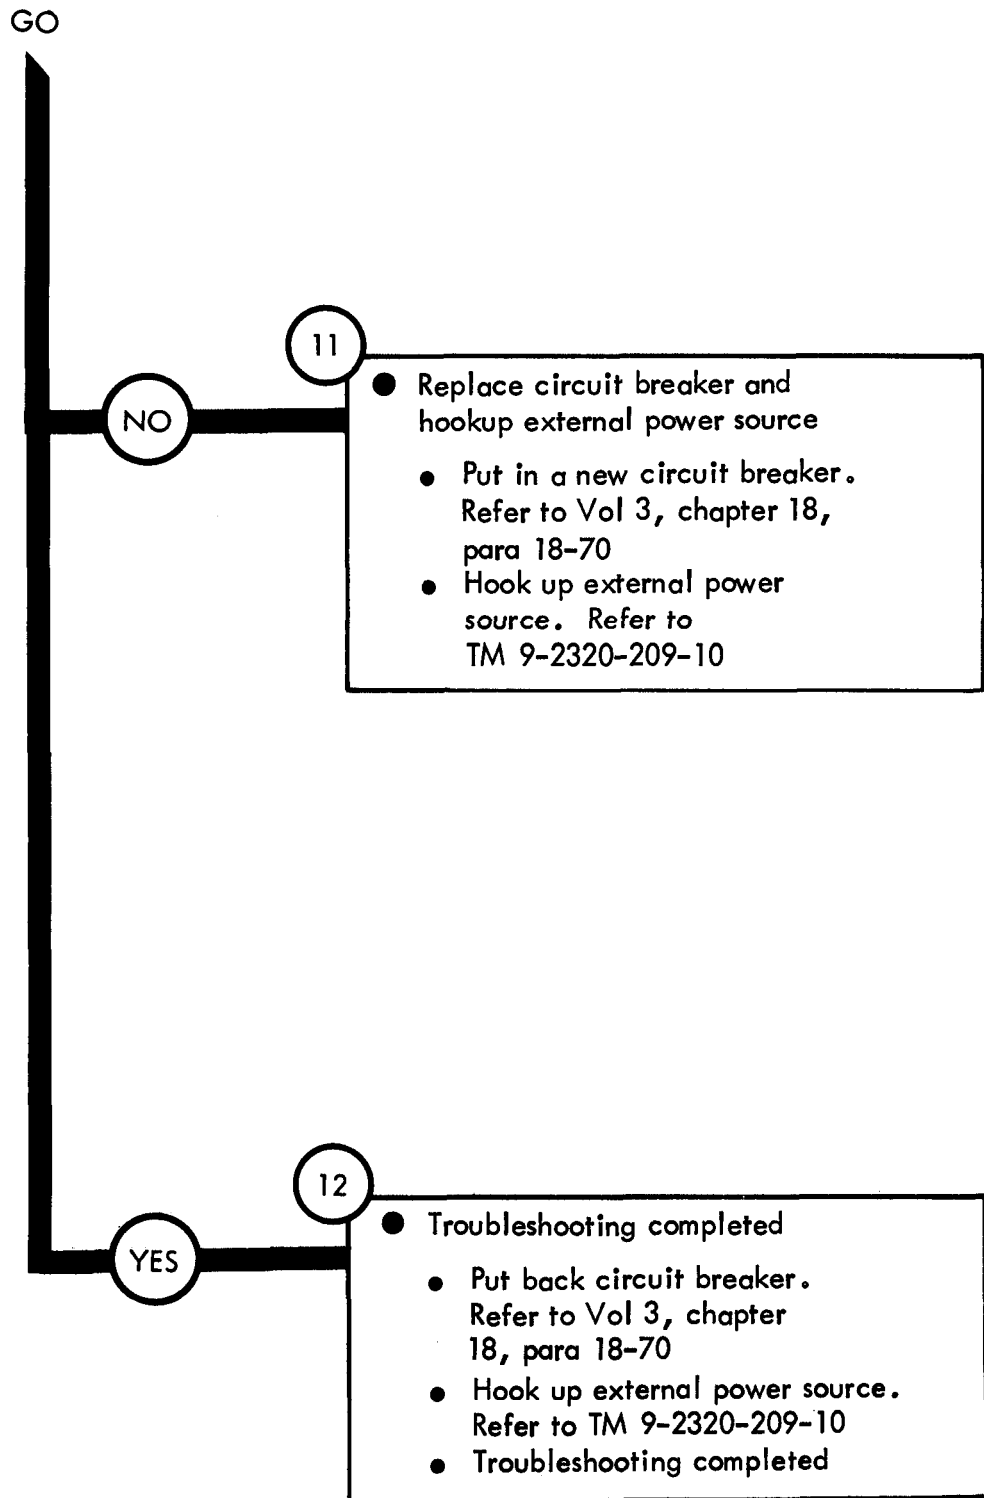 GO
11
NO
● Replace circuit breaker and
hookup external power source
● Put in a new circuit breaker.
Refer to Vol 3, chapter 18,
para 18-70
● Hook up external power
source. Refer to
TM 9-2320-209-10
12
YES
● Troubleshooting completed
● Put back circuit breaker.
Refer to Vol 3, chapter
18, para 18-70
● Hook up external power source.
Refer to TM 9-2320-209-10
● Troubleshooting completed